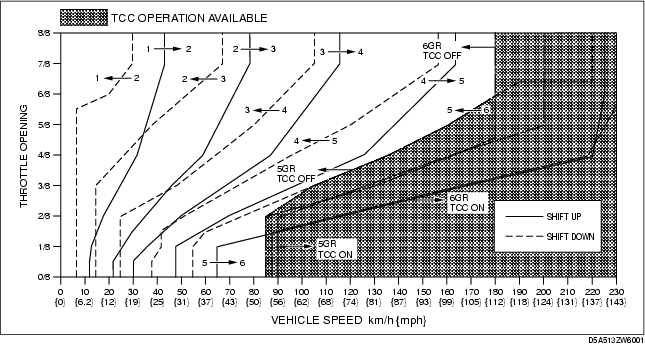 TCC OPERATION AVAILABLE
8/8
7/8
6/8
5/8
4/8
3/8
2/8
1/8
0/8
THROTTLE OPENING
1 → 2
2 → 3
3 → 4
6GR
TCC OFF
1 ← 2
2 ← 3
4 → 5
3 ← 4
5 ← 6
4 ← 5
5GR
TCC OFF
6GR
TCC ON
SHIFT UP
SHIFT DOWN
5 → 6
5GR
TCC ON
0 10 20 30 40 50 60 70 80 90 100 110 120 130 140 150 160 170 180 190 200 210 220 230
{0} {6.2} {12} {19} {25} {31} {37} {43} {50} {56} {62} {68} {74} {81} {87} {93} {99} {105} {112} {118} {124} {131} {137} {143}
VEHICLE SPEED km/h {mph}
D5A513ZW6001